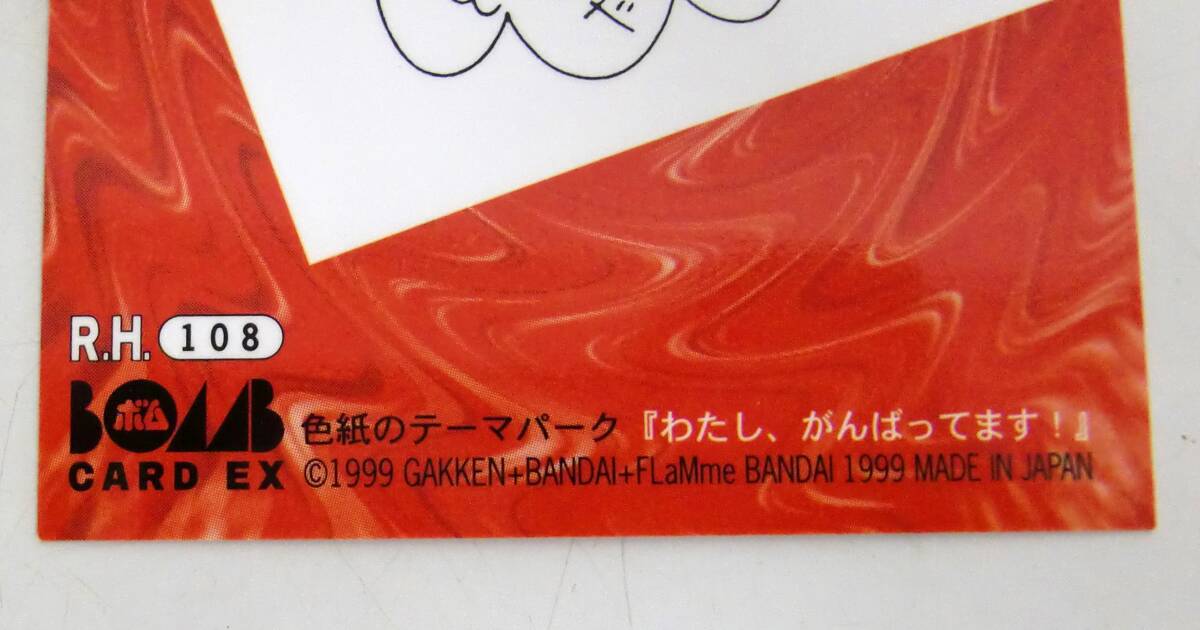 R.H. 108
BOMB
ボム
CARD EX
色紙のテーマパーク『わたし、がんばってます！』
©1999 GAKKEN+BANDAI+FLaMme BANDAI 1999 MADE IN JAPAN